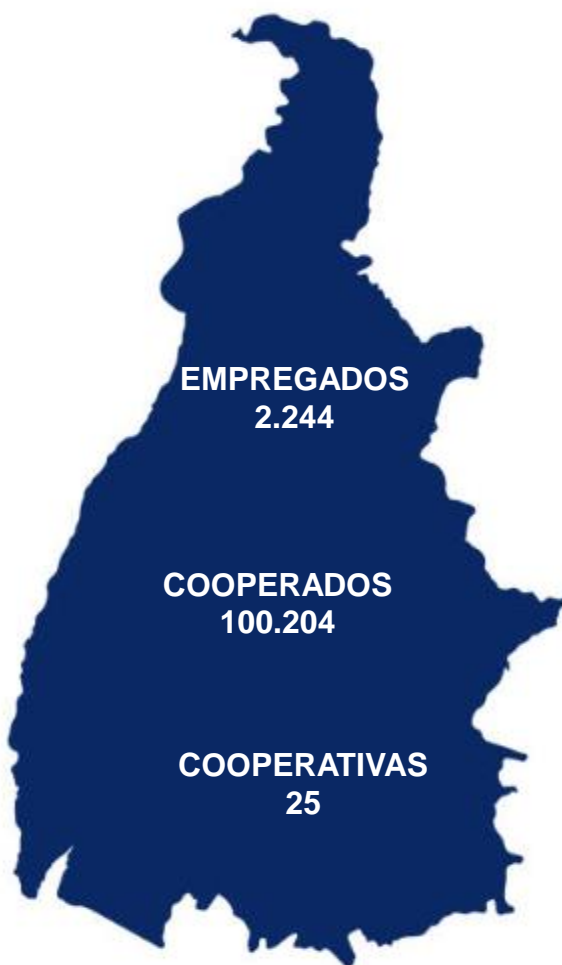 EMPREGADOS
2.244
COOPERADOS
100.204
COOPERATIVAS
25